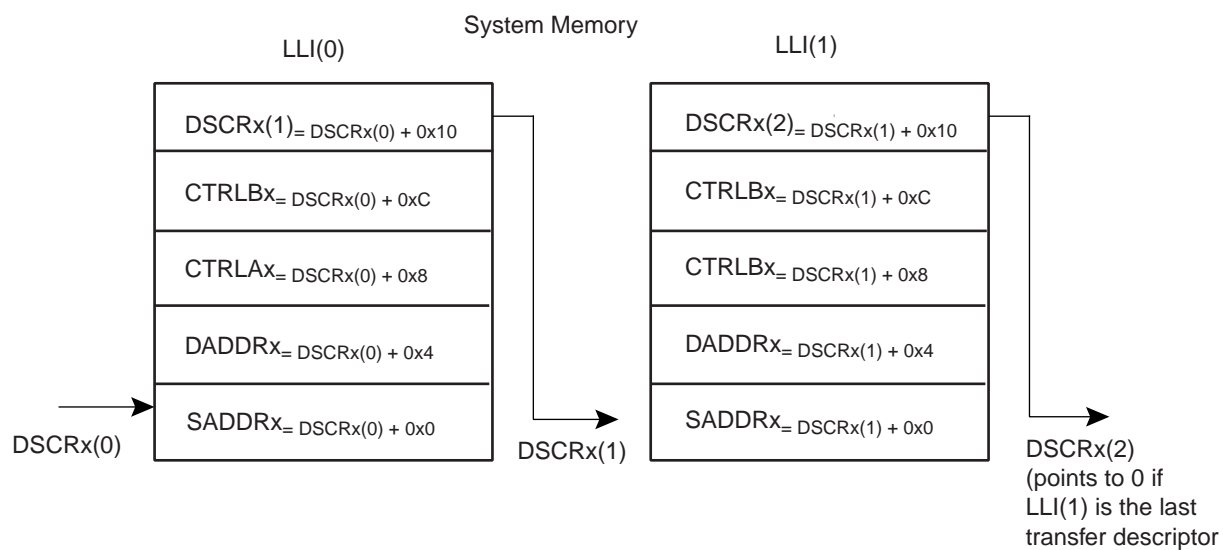 System Memory
LLI(0)
LLI(1)
DSCRx(1)= DSCRx(0) + 0x10
CTRLBx= DSCRx(0) + 0xC
CTRLAx= DSCRx(0) + 0x8
DADDRx= DSCRx(0) + 0x4
SADDRx= DSCRx(0) + 0x0
DSCRx(0)
DSCRx(1)
DSCRx(2)= DSCRx(1) + 0x10
CTRLBx= DSCRx(1) + 0xC
CTRLBx= DSCRx(1) + 0x8
DADDRx= DSCRx(1) + 0x4
SADDRx= DSCRx(1) + 0x0
DSCRx(2)
(points to 0 if
LLI(1) is the last
transfer descriptor